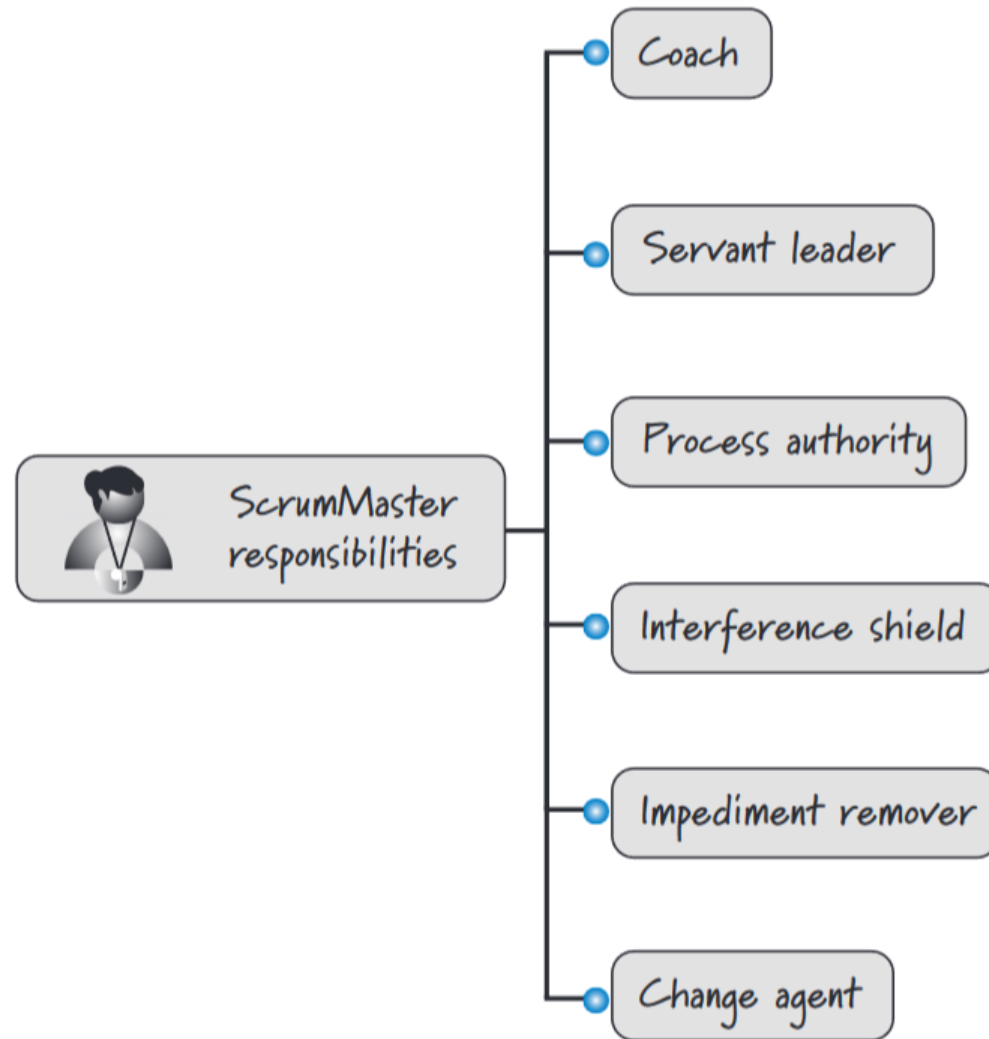 Coach
Servant leader
Process authority
ScrumMaster
responsibilities
Interference shield
Impediment remover
Change agent